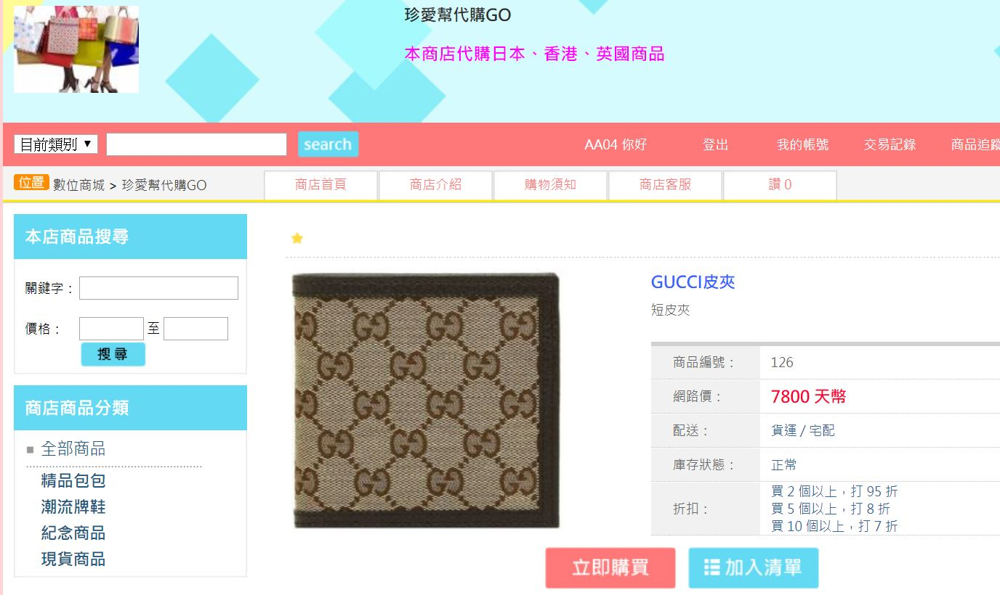 珍愛幫代購GO
本商店代購日本、香港、英國商品
目前類別 ▼
search
AA04 你好
登出
我的帳號
交易記錄
商品追蹤
位置 數位商城 > 珍愛幫代購GO
商店首頁
商店介紹
購物須知
商店客服
讚 0
本店商品搜尋
關鍵字：
價格：
至
搜 尋
商店商品分類
全部商品
精品包包
潮流牌鞋
紀念商品
現貨商品
GUCCI皮夾
短皮夾
商品編號： 126
網路價： 7800 天幣
配送： 貨運 / 宅配
庫存狀態： 正常
折扣：
買 2 個以上，打 95 折
買 5 個以上，打 8 折
買 10 個以上，打 7 折
立即購買
加入清單